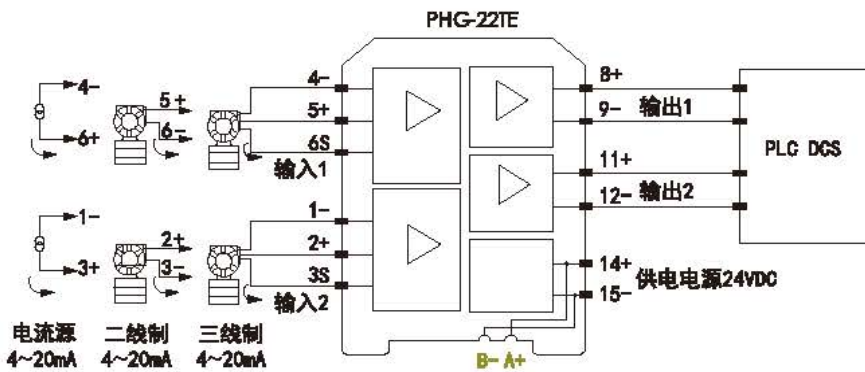 PHG-22TE
4-
6+
5+
6-
4-
5+
6S
输入1
8+
9-
输出1
11+
12-
输出2
PLC DCS
1-
3+
2+
3-
1-
2+
3S
输入2
14+
15-
供电电源24VDC
B- A+
电流源
4~20mA
二线制
4~20mA
三线制
4~20mA